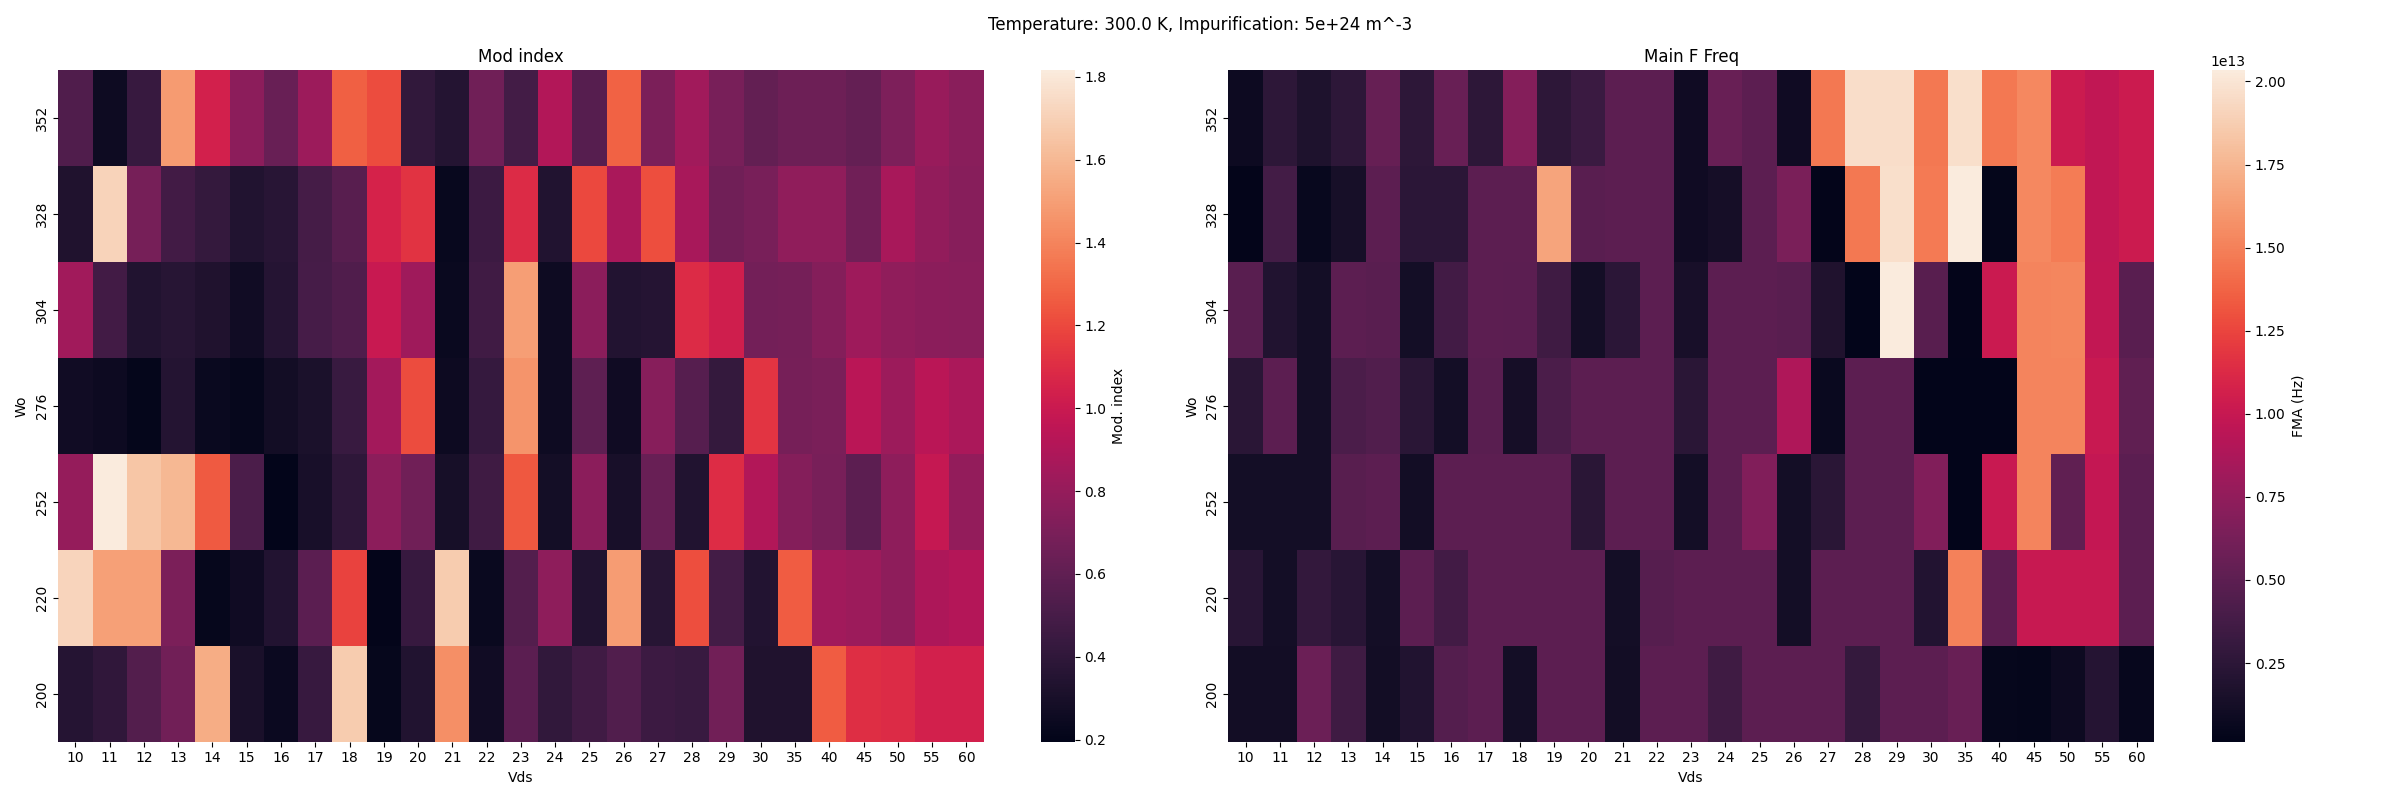 Temperature: 300.0 K, Impurification: 5e+24 m^-3
Mod index
352
328
304
276
252
220
200
Wo
10 11 12 13 14 15 16 17 18 19 20 21 22 23 24 25 26 27 28 29 30 35 40 45 50 55 60
Vds
1.8
1.6
1.4
1.2
1.0
0.8
0.6
0.4
0.2
Mod. index
Main F Freq
352
328
304
276
252
220
200
Wo
10 11 12 13 14 15 16 17 18 19 20 21 22 23 24 25 26 27 28 29 30 35 40 45 50 55 60
Vds
1e13
2.00
1.75
1.50
1.25
1.00
0.75
0.50
0.25
FMA (Hz)